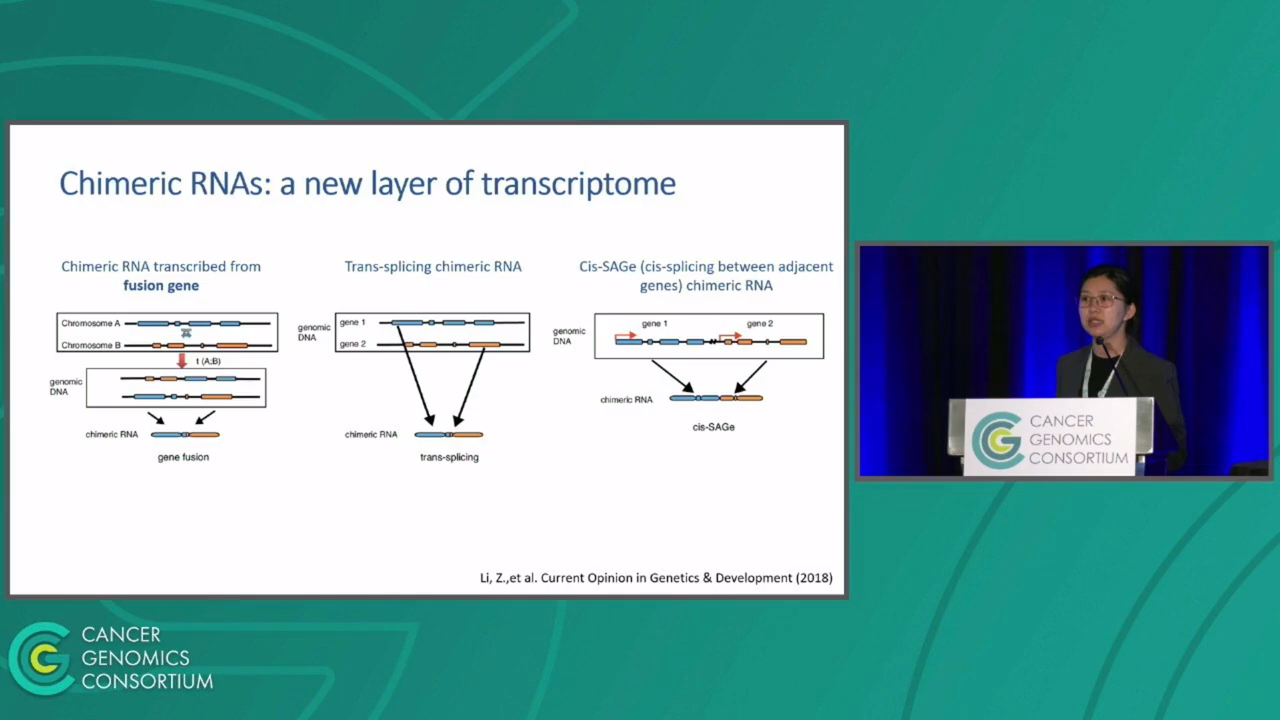 Chimeric RNAs: a new layer of transcriptome
Chimeric RNA transcribed from
fusion gene
Chromosome A
Chromosome B
t (A;B)
genomic
DNA
chimeric RNA
gene fusion
Trans-splicing chimeric RNA
genomic
DNA
gene 1
gene 2
chimeric RNA
trans-splicing
Cis-SAGe (cis-splicing between adjacent
genes) chimeric RNA
genomic
DNA
gene 1
gene 2
chimeric RNA
cis-SAGe
Li, Z.,et al. Current Opinion in Genetics & Development (2018)
CANCER
GENOMICS
CONSORTIUM
CANCER
GENOMICS
CONSORTIUM